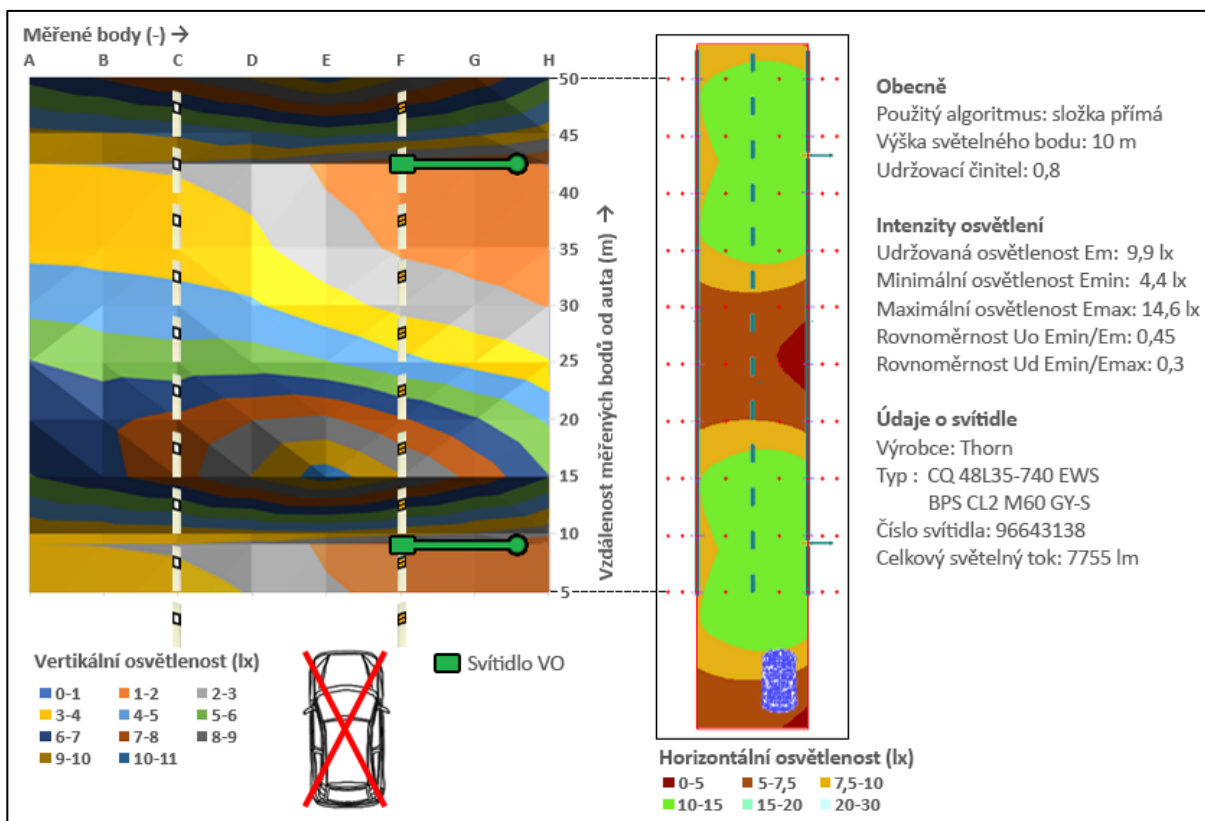 Měřené body (-) →
A B C D E F G H
50
45
40
35
30
25
20
15
10
5
Vzdálenost měřených bodů od auta (m) →
Vertikální osvětlenost (lx)
0-1 1-2 2-3
3-4 4-5 5-6
6-7 7-8 8-9
9-10 10-11
Svítidlo VO
Horizontální osvětlenost (lx)
0-5 5-7,5 7,5-10
10-15 15-20 20-30
Obecně
Použitý algoritmus: složka přímá
Výška světelného bodu: 10 m
Udržovací činitel: 0,8
Intenzity osvětlení
Udržovaná osvětlenost Em: 9,9 lx
Minimální osvětlenost Emin: 4,4 lx
Maximální osvětlenost Emax: 14,6 lx
Rovnoměrnost Uo Emin/Em: 0,45
Rovnoměrnost Ud Emin/Emax: 0,3
Údaje o svítidle
Výrobce: Thorn
Typ : CQ 48L35-740 EWS
BPS CL2 M60 GY-S
Číslo svítidla: 96643138
Celkový světelný tok: 7755 lm